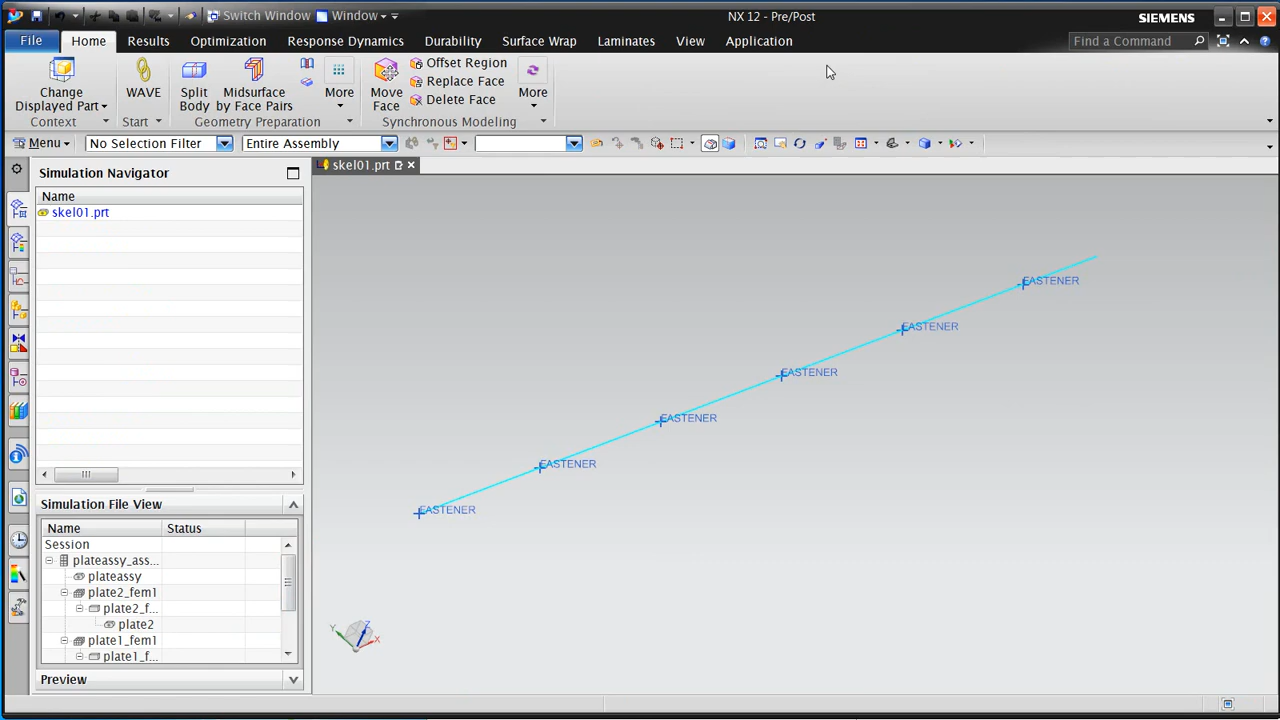 Switch Window
Window
NX 12 - Pre/Post
SIEMENS
File
Home
Results
Optimization
Response Dynamics
Durability
Surface Wrap
Laminates
View
Application
Find a Command
Change
Displayed Part
Context
WAVE
Start
Split
Body
Midsurface
by Face Pairs
More
Geometry Preparation
Move
Face
Offset Region
Replace Face
Delete Face
More
Synchronous Modeling
Menu
No Selection Filter
Entire Assembly
Simulation Navigator
skel01.prt
Name
skel01.prt
FASTENER
FASTENER
FASTENER
FASTENER
FASTENER
FASTENER
Simulation File View
Name
Status
Session
plateassy_ass...
plateassy
plate2_fem1
plate2_f...
plate2
plate1_fem1
plate1_f...
Preview
Y
Z
X